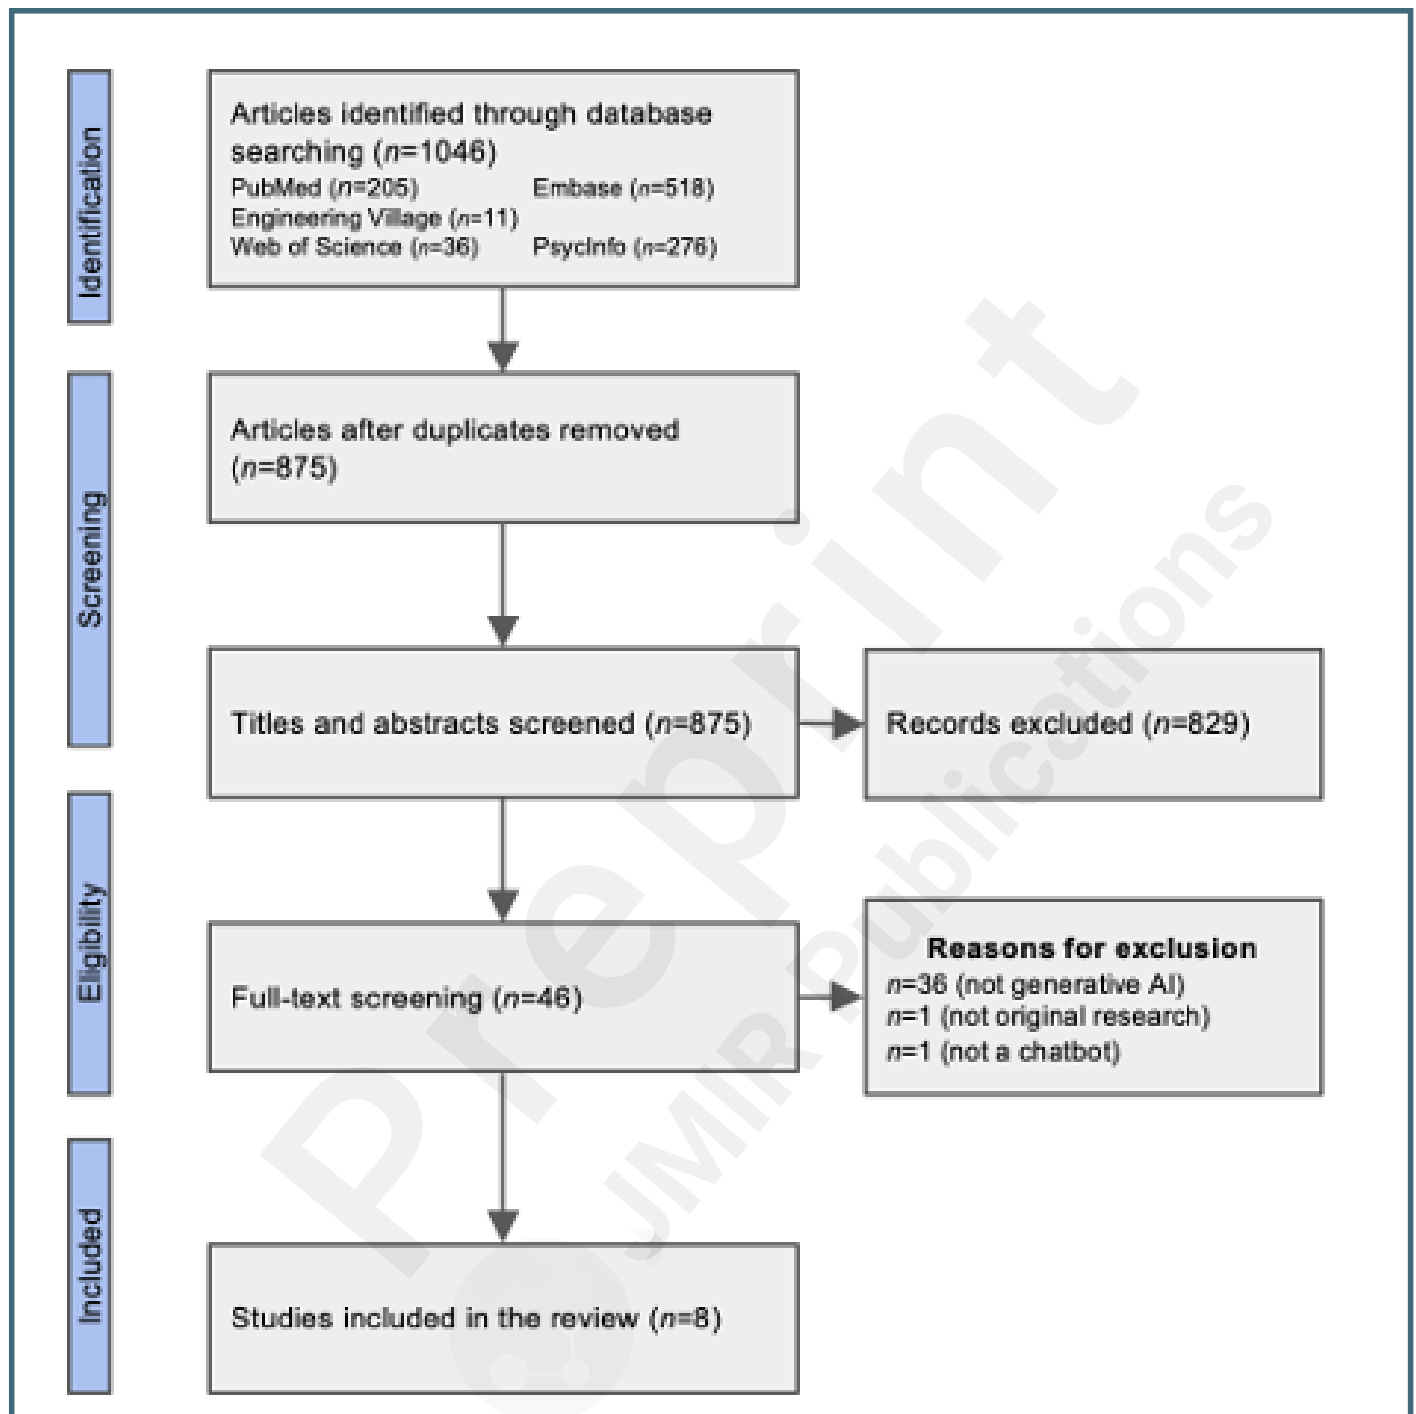 Identification
Articles identified through database
searching (n=1046)
PubMed (n=205) Embase (n=518)
Engineering Village (n=11)
Web of Science (n=36) PsycInfo (n=276)
Screening
Articles after duplicates removed
(n=875)
Titles and abstracts screened (n=875)
Records excluded (n=829)
Eligibility
Full-text screening (n=46)
Reasons for exclusion
n=36 (not generative AI)
n=1 (not original research)
n=1 (not a chatbot)
Included
Studies included in the review (n=8)
Preprint
JMIR Publications